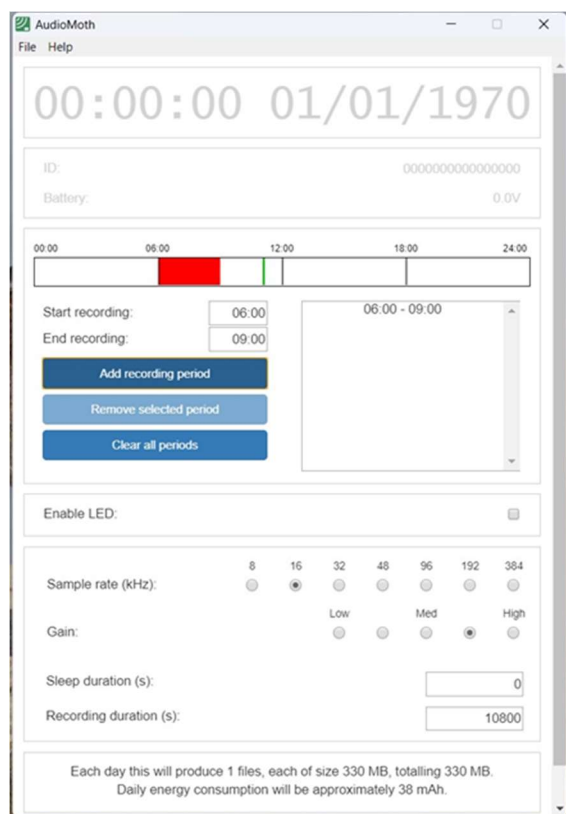 AudioMoth
File Help
00:00:00 01/01/1970
ID: 0000000000000000
Battery: 0.0V
00:00 06:00 12:00 18:00 24:00
Start recording: 06:00
End recording: 09:00
06:00 - 09:00
Add recording period
Remove selected period
Clear all periods
Enable LED:
8 16 32 48 96 192 384
Sample rate (kHz):
Low Med High
Gain:
Sleep duration (s): 0
Recording duration (s): 10800
Each day this will produce 1 files, each of size 330 MB, totalling 330 MB.
Daily energy consumption will be approximately 38 mAh.